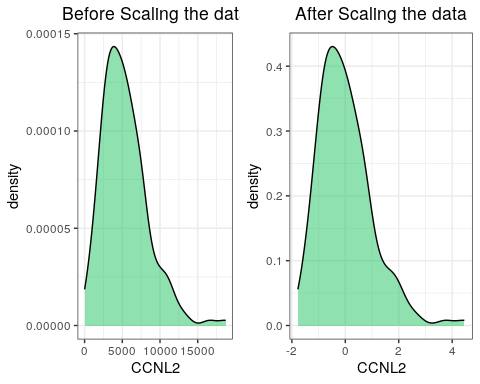 Before Scaling the dat
After Scaling the data
density
0.00015
0.00010
0.00005
0.00000
0 5000 10000 15000
CCNL2
density
0.4
0.3
0.2
0.1
0.0
-2 0 2 4
CCNL2